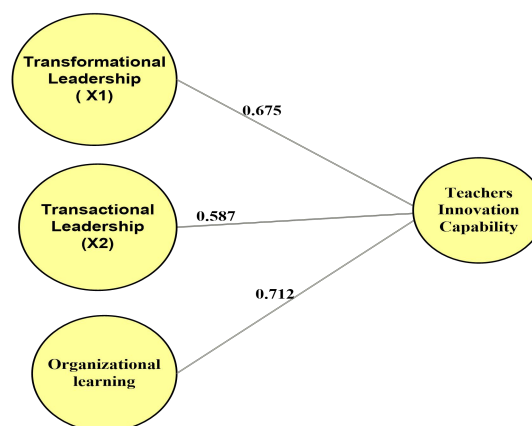 Transformational
Leadership
( X1)
0.675
Transactional
Leadership
(X2)
0.587
Teachers
Innovation
Capability
0.712
Organizational
learning